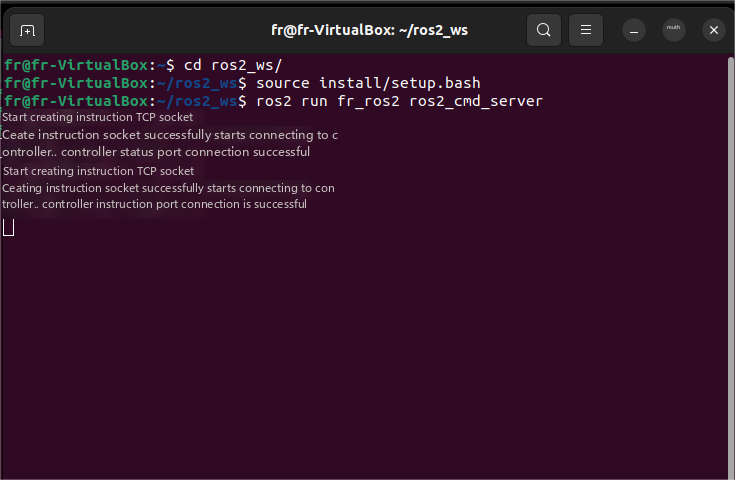 fr@fr-VirtualBox: ~/ros2_ws
muth
fr@fr-VirtualBox:~$ cd ros2_ws/
fr@fr-VirtualBox:~/ros2_ws$ source install/setup.bash
fr@fr-VirtualBox:~/ros2_ws$ ros2 run fr_ros2 ros2_cmd_server
Start creating instruction TCP socket
Ceate instruction socket successfully starts connecting to c
ontroller.. controller status port connection successful
Start creating instruction TCP socket
Ceating instruction socket successfully starts connecting to con
troller.. controller instruction port connection is successful